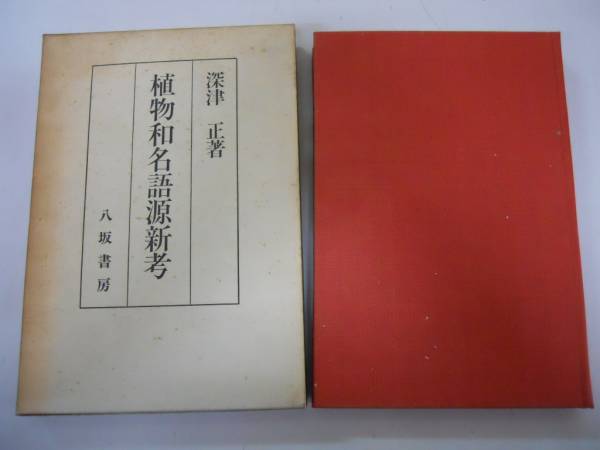 深津 正著
植物和名語源新考
八坂書房